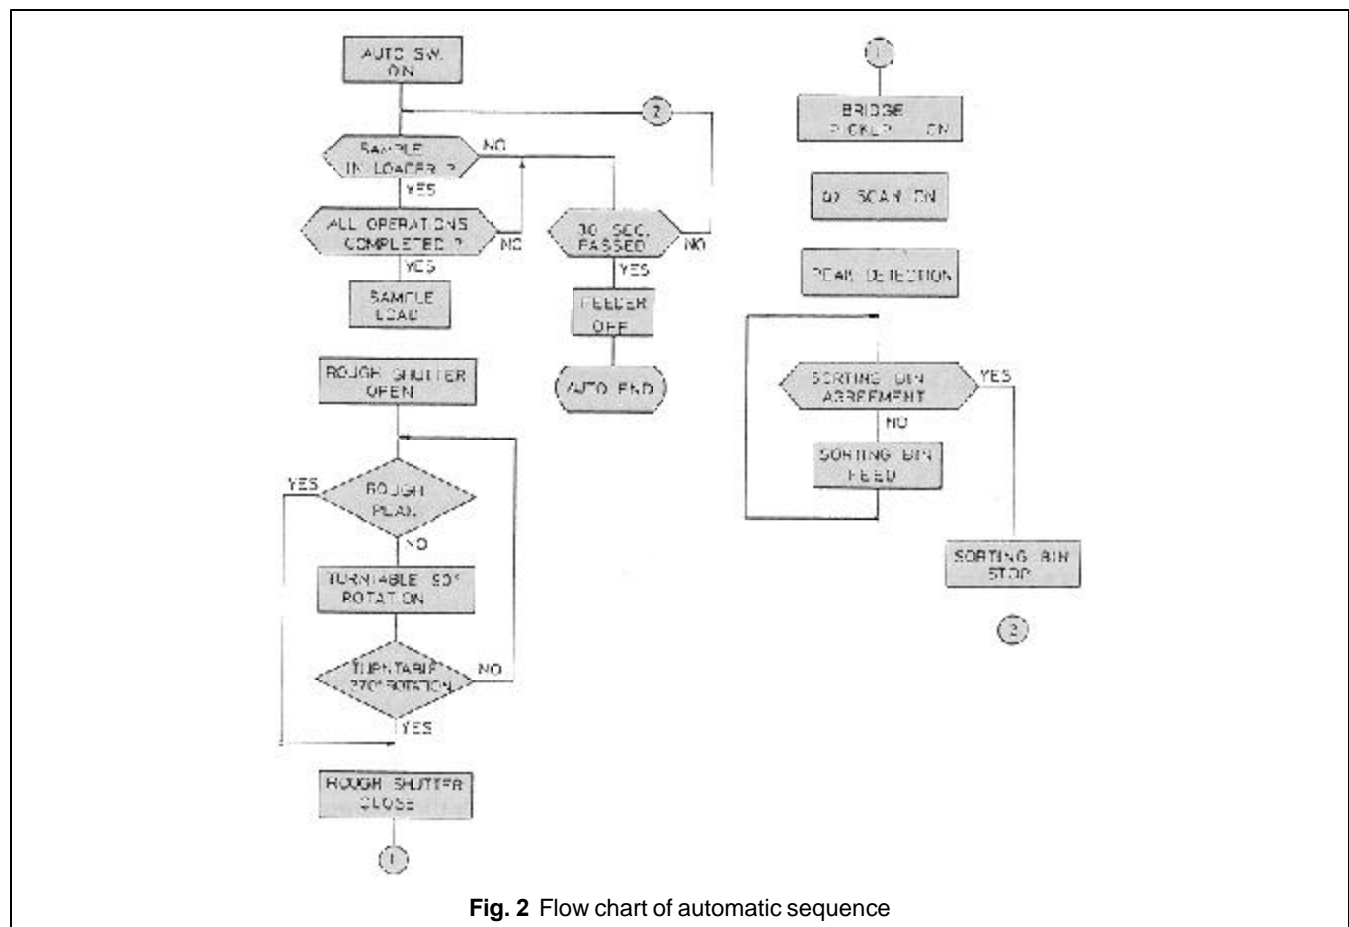 AUTO SW.
ON
2
SAMPLE
IN LOADER ?
NO
YES
ALL OPERATIONS
COMPLETED ?
NO
YES
SAMPLE
LOAD
30 SEC.
PASSED
NO
YES
FEEDER
OFF
AUTO END
ROUGH SHUTTER
OPEN
ROUGH
PEAK
YES
NO
TURNTABLE 90°
ROTATION
TURNTABLE
270° ROTATION
NO
YES
ROUGH SHUTTER
CLOSE
1
1
BRIDGE
PICKUP ON
SCAN ON
PEAK DETECTION
SORTING BIN
AGREEMENT
YES
NO
SORTING BIN
FEED
SORTING BIN
STOP
2
Fig. 2 Flow chart of automatic sequence